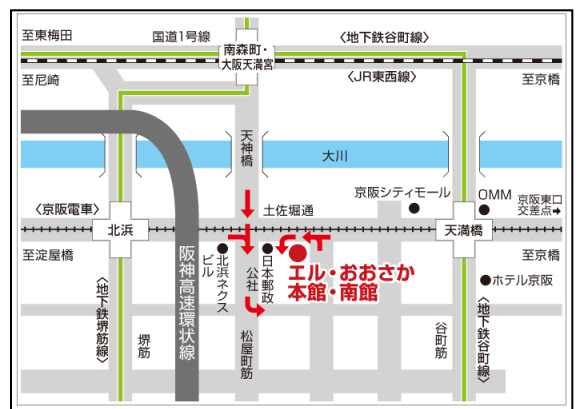 至東梅田
国道1号線
南森町・
大阪天満宮
〈地下鉄谷町線〉
至尼崎
〈JR東西線〉
至京橋
天神橋
大川
京阪シティモール
OMM
京阪東口
交差点➡
〈京阪電車〉
土佐堀通
北浜
天満橋
至淀屋橋
至京橋
阪神高速環状線
北浜ネクス
ビル
公社
日本郵政
エル・おおさか
本館・南館
ホテル京阪
〈地下鉄堺筋線〉
堺筋
松屋町筋
谷町筋
〈地下鉄谷町線〉